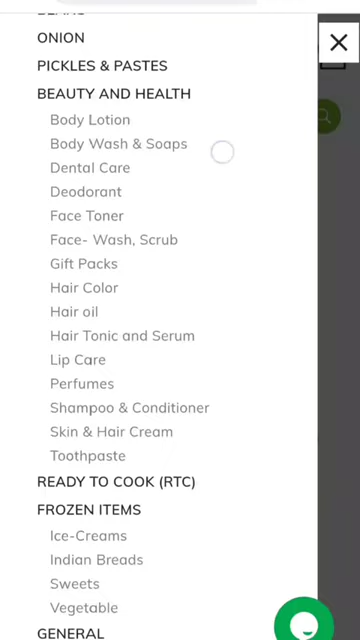 ONION
PICKLES & PASTES
BEAUTY AND HEALTH
Body Lotion
Body Wash & Soaps
Dental Care
Deodorant
Face Toner
Face- Wash, Scrub
Gift Packs
Hair Color
Hair oil
Hair Tonic and Serum
Lip Care
Perfumes
Shampoo & Conditioner
Skin & Hair Cream
Toothpaste
READY TO COOK (RTC)
FROZEN ITEMS
Ice-Creams
Indian Breads
Sweets
Vegetable
GENERAL